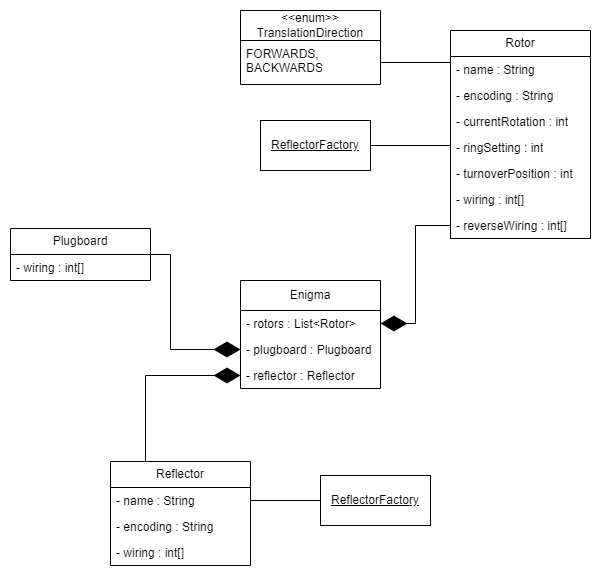 <<enum>>
TranslationDirection
FORWARDS,
BACKWARDS
Rotor
- name : String
- encoding : String
- currentRotation : int
- ringSetting : int
- turnoverPosition : int
- wiring : int[]
- reverseWiring : int[]
ReflectorFactory
Plugboard
- wiring : int[]
Enigma
- rotors : List<Rotor>
- plugboard : Plugboard
- reflector : Reflector
Reflector
- name : String
- encoding : String
- wiring : int[]
ReflectorFactory